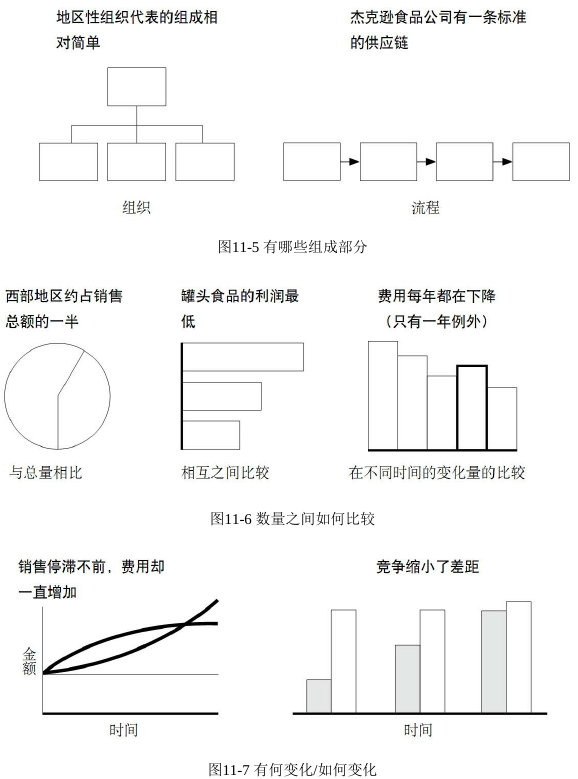 地区性组织代表的组成相
对简单
杰克逊食品公司有一条标准
的供应链
组织
流程
图11-5 有哪些组成部分
西部地区约占销售
总额的一半
罐头食品的利润最
低
费用每年都在下降
（只有一年例外）
与总量相比
相互之间比较
在不同时间的变化量的比较
图11-6 数量之间如何比较
销售停滞不前，费用却
一直增加
竞争缩小了差距
金
额
时间
时间
图11-7 有何变化/如何变化